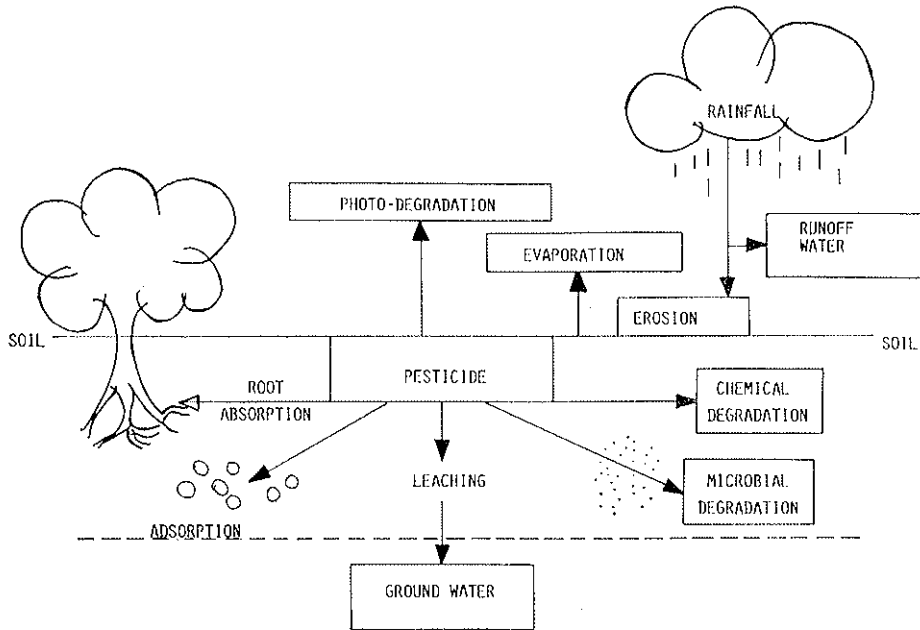 RAINFALL
PHOTO-DEGRADATION
RUNOFF
WATER
EVAPORATION
EROSION
SOIL
SOIL
PESTICIDE
ROOT
ABSORPTION
CHEMICAL
DEGRADATION
LEACHING
MICROBIAL
DEGRADATION
ADSORPTION
GROUND WATER